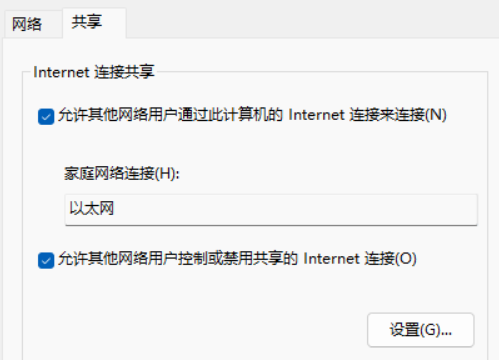 网络 共享
Internet 连接共享
允许其他网络用户通过此计算机的 Internet 连接来连接(N)
家庭网络连接(H):
以太网
允许其他网络用户控制或禁用共享的 Internet 连接(O)
设置(G)...